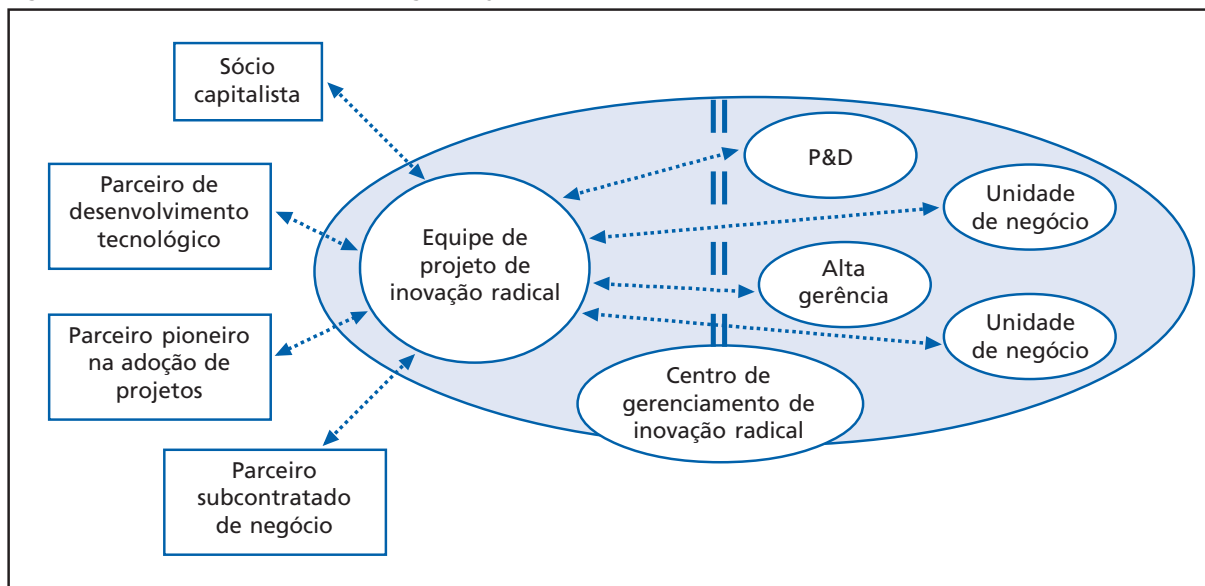 Sócio
capitalista
Parceiro de
desenvolvimento
tecnológico
Parceiro pioneiro
na adoção de
projetos
Parceiro
subcontratado
de negócio
Equipe de
projeto de
inovação radical
P&D
Unidade
de negócio
Alta
gerência
Unidade
de negócio
Centro de
gerenciamento de
inovação radical